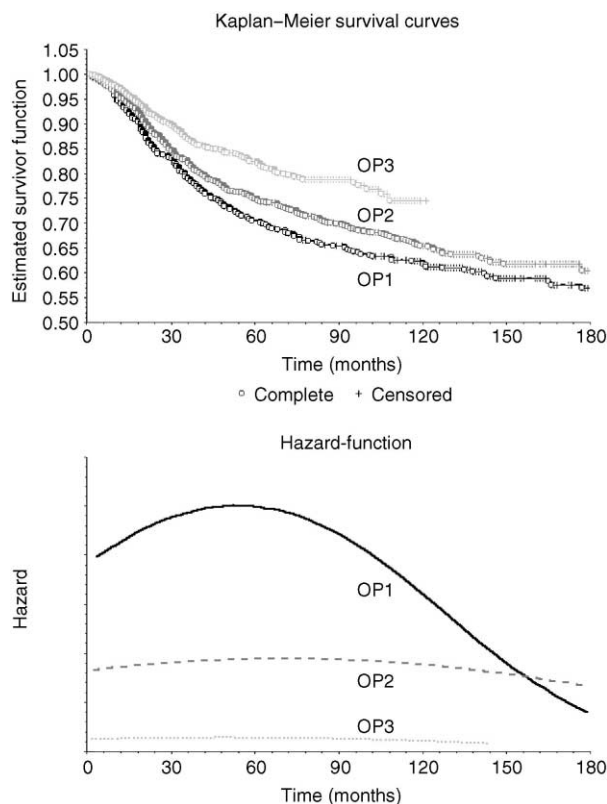 Kaplan–Meier survival curves
Estimated survivor function
1.05
1.00
0.95
0.90
0.85
0.80
0.75
0.70
0.65
0.60
0.55
0.50
OP3
OP2
OP1
0 30 60 90 120 150 180
Time (months)
Complete Censored
Hazard-function
Hazard
OP1
OP2
OP3
0 30 60 90 120 150 180
Time (months)